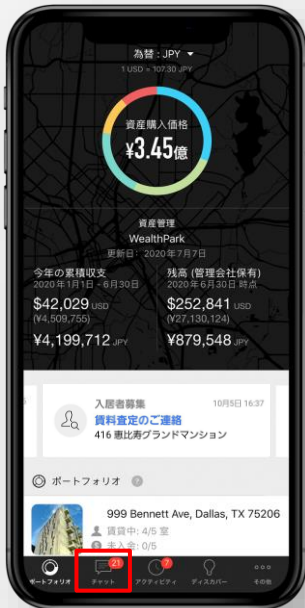 為替 : JPY
1 USD = 107.30 JPY
資産購入価格
¥3.45億
資産管理
WealthPark
更新日： 2020年7月7日
今年の累積収支
2020年1月1日 - 6月30日
$42,029 USD
(¥4,509,755)
¥4,199,712 JPY
残高 (管理会社保有)
2020年6月30日 時点
$252,841 USD
(¥27,130,124)
¥879,548 JPY
入居者募集
10月5日 16:37
賃料査定のご連絡
416 恵比寿グランドマンション
ポートフォリオ
999 Bennett Ave, Dallas, TX 75206
賃貸中: 4/5 室
未入金: 0/5
ポートフォリオ
21
チャット
7
アクティビティ
ディスカバー
その他